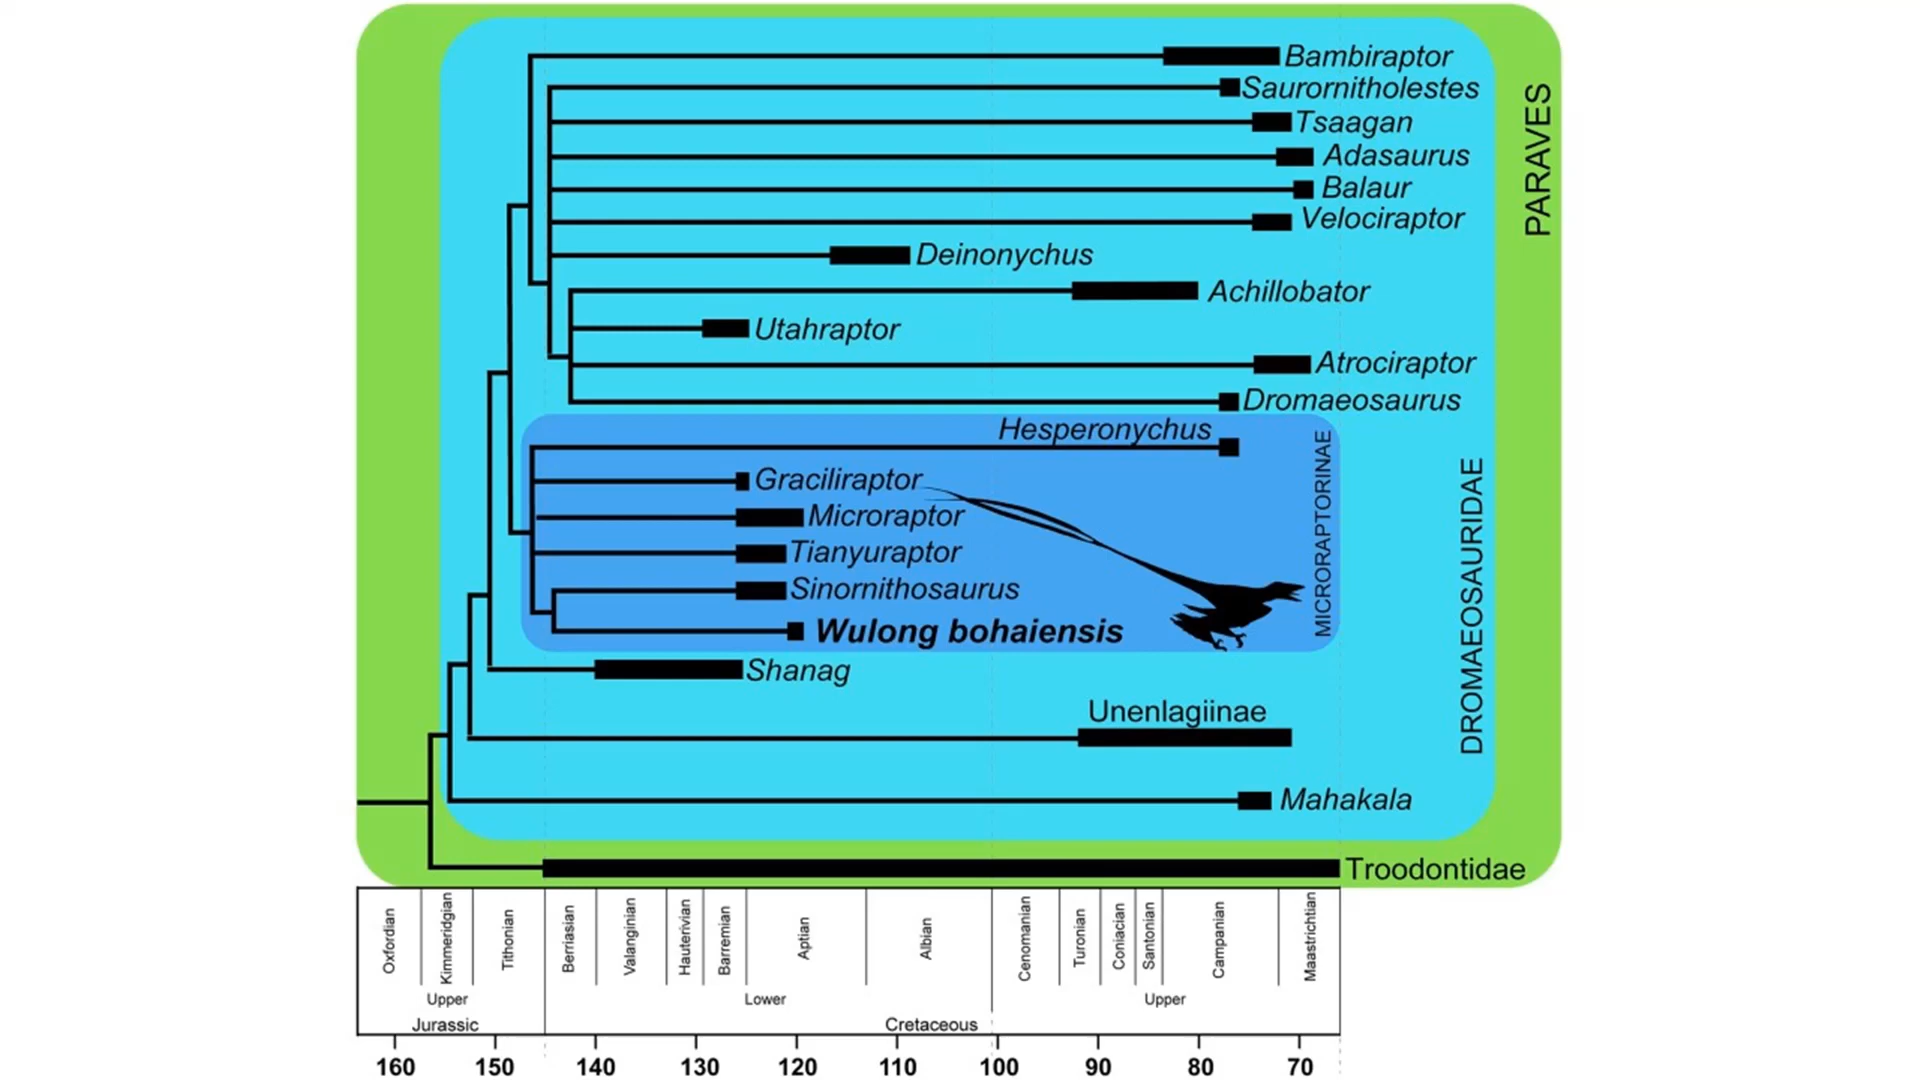 Bambiraptor
Saurornitholestes
Tsaagan
Adasaurus
Balaur
Velociraptor
Deinonychus
Achillobator
Utahraptor
Atrociraptor
Dromaeosaurus
Hesperonychus
Graciliraptor
Microraptor
Tianyuraptor
Sinornithosaurus
Wulong bohaiensis
Shanag
Unenlagiinae
Mahakala
Troodontidae
PARAVES
DROMAEOSAURIDAE
MICRORAPTORINAE
Oxfordian
Kimmeridgian
Tithonian
Berriasian
Valanginian
Hauterivian
Barremian
Aptian
Albian
Cenomanian
Turonian
Coniacian
Santonian
Campanian
Maastrichtian
Upper Lower Upper
Jurassic Cretaceous
160 150 140 130 120 110 100 90 80 70